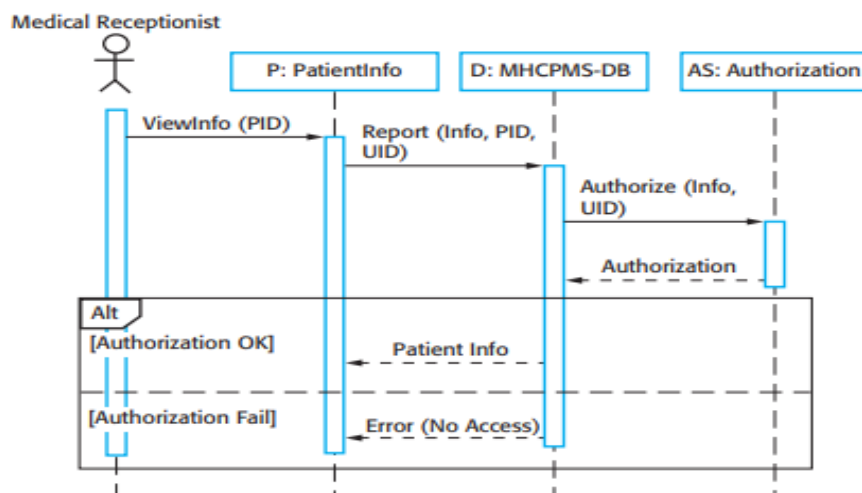 Medical Receptionist
P: PatientInfo
D: MHCPMS-DB
AS: Authorization
ViewInfo (PID)
Report (Info, PID,
UID)
Authorize (Info,
UID)
Authorization
Alt
[Authorization OK]
Patient Info
[Authorization Fail]
Error (No Access)